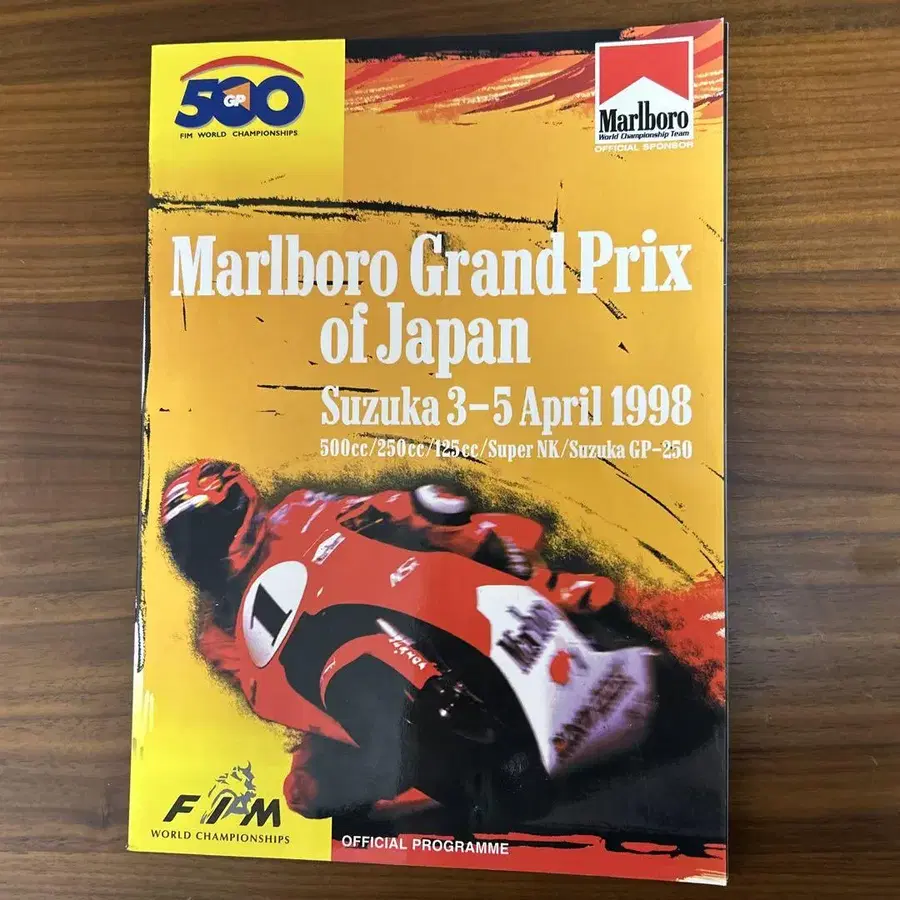 500
GP
FIM WORLD CHAMPIONSHIPS
Marlboro
World Championship Team
OFFICIAL SPONSOR
Marlboro Grand Prix
of Japan
Suzuka 3-5 April 1998
500cc/250cc/125cc/Super NK/Suzuka GP-250
1
Marlboro
FIM
WORLD CHAMPIONSHIPS
OFFICIAL PROGRAMME